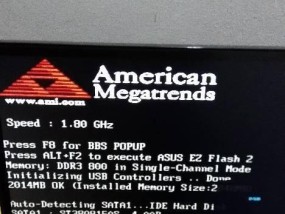 American
Megatrends
www.ami.com
Speed : 1.80 GHz
Press F8 for BBS POPUP
Press ALT+F2 to execute ASUS EZ Flash 2
Memory: DDR3 800 in Single-Channel Mode
Initializing USB Controllers .. Done
2014MB OK (Installed Memory Size:2
Auto-Detecting SATA1...IDE Hard Di
SATA1 :